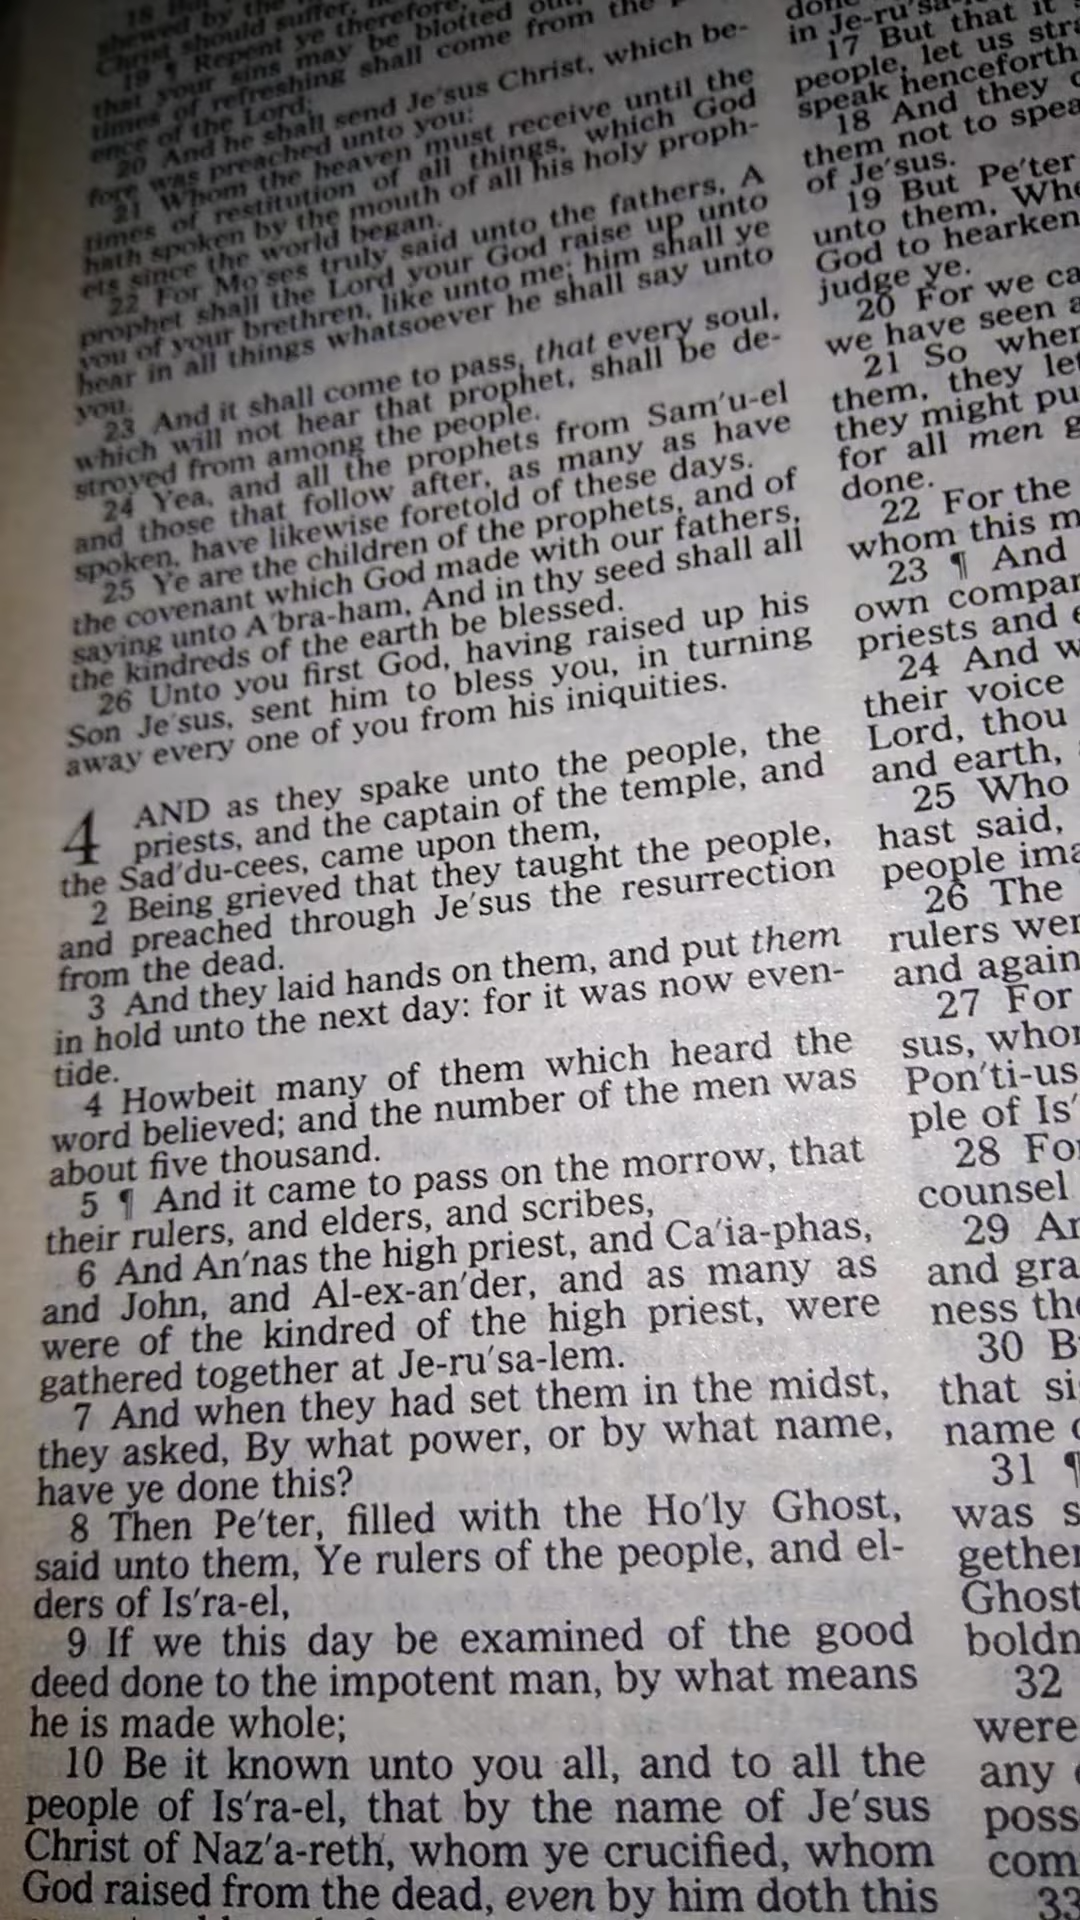 shewed by the
Christ should suffer,
19 ¶ Repent ye therefore,
that your sins may be blotted out,
times of refreshing shall come from the
ence of the Lord;
20 And he shall send Je'sus Christ, which be-
fore was preached unto you:
21 Whom the heaven must receive until the
times of restitution of all things, which God
hath spoken by the mouth of all his holy proph-
ets since the world began.
22 For Mo'ses truly said unto the fathers, A
prophet shall the Lord your God raise up unto
you of your brethren, like unto me; him shall ye
hear in all things whatsoever he shall say unto
you.
23 And it shall come to pass, that every soul,
which will not hear that prophet, shall be de-
stroyed from among the people.
24 Yea, and all the prophets from Sam'u-el
and those that follow after, as many as have
spoken, have likewise foretold of these days.
25 Ye are the children of the prophets, and of
the covenant which God made with our fathers,
saying unto A'bra-ham, And in thy seed shall all
the kindreds of the earth be blessed.
26 Unto you first God, having raised up his
Son Je'sus, sent him to bless you, in turning
away every one of you from his iniquities.
4 AND as they spake unto the people, the
priests, and the captain of the temple, and
the Sad'du-cees, came upon them,
2 Being grieved that they taught the people,
and preached through Je'sus the resurrection
from the dead.
3 And they laid hands on them, and put them
in hold unto the next day: for it was now even-
tide.
4 Howbeit many of them which heard the
word believed; and the number of the men was
about five thousand.
5 ¶ And it came to pass on the morrow, that
their rulers, and elders, and scribes,
6 And An'nas the high priest, and Ca'ia-phas,
and John, and Al-ex-an'der, and as many as
were of the kindred of the high priest, were
gathered together at Je-ru'sa-lem.
7 And when they had set them in the midst,
they asked, By what power, or by what name,
have ye done this?
8 Then Pe'ter, filled with the Ho'ly Ghost,
said unto them, Ye rulers of the people, and el-
ders of Is'ra-el,
9 If we this day be examined of the good
deed done to the impotent man, by what means
he is made whole;
10 Be it known unto you all, and to all the
people of Is'ra-el, that by the name of Je'sus
Christ of Naz'a-reth, whom ye crucified, whom
God raised from the dead, even by him doth this
in Je-ru'sa-
17 But that it
people, let us
speak henceforth
18 And they
them not to
of Je'sus.
19 But Pe'ter
unto them,
God to hearken
judge ye.
20 For we
we have seen
21 So when
them, they let
they might
for all men
done.
22 For the
whom this
23 ¶ And
own
priests and
24 And
their voice
Lord, thou
and earth,
25 Who
hast said,
people
26 The
rulers
and again
27 For
sus,
Pon'ti-us
ple of Is'
28
counsel
29
and
ness
30
that
name
31 ¶
was
Ghost
32
were
any
33